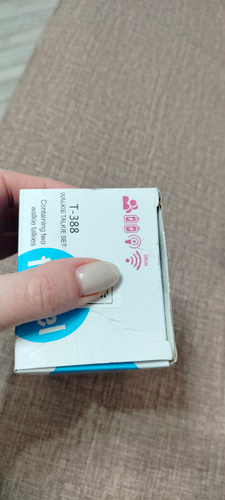 T-388
WALKIE TALKIE SET
Containing two
walkie talkies
3KM